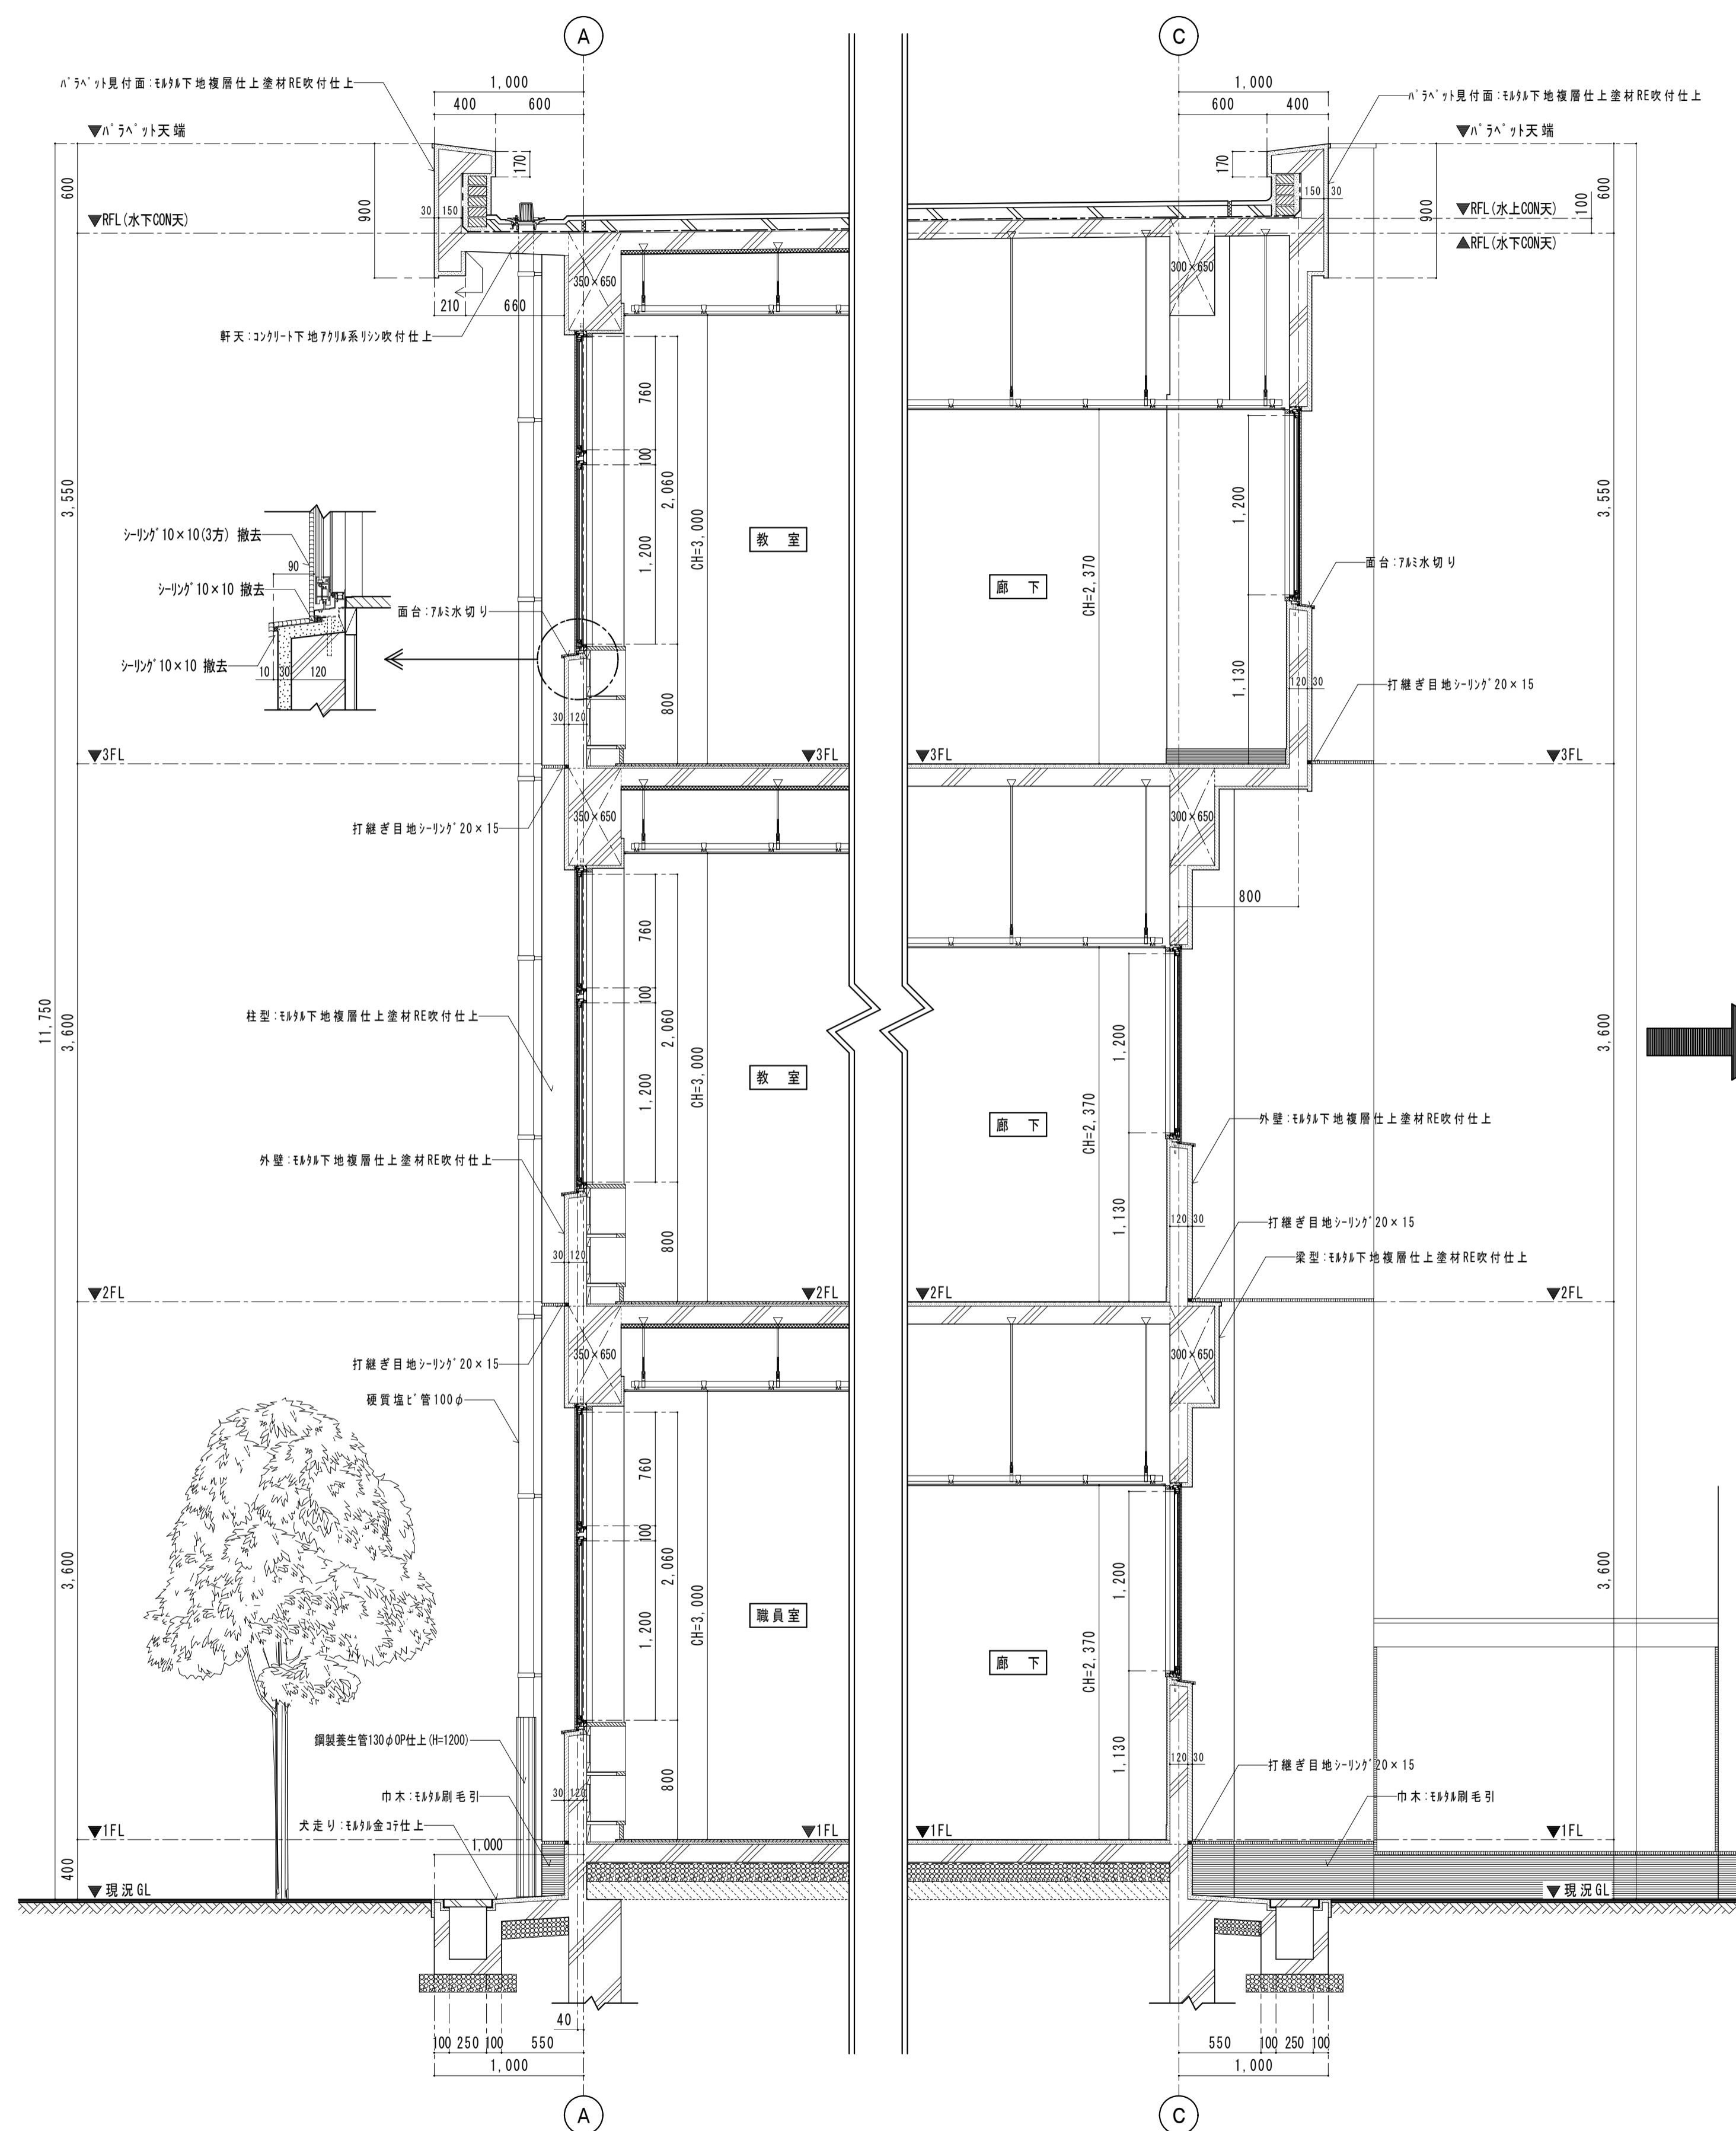 A
C
1,000
400
600
1,000
600
400
パラペット見付面:モルタル下地複層仕上塗材RE吹付仕上
パラペット見付面:モルタル下地複層仕上塗材RE吹付仕上
▼パラペット天端
▼パラペット天端
170
170
600
900
30
150
150
30
900
100
600
▼RFL(水下CON天)
▼RFL(水上CON天)
▲RFL(水下CON天)
350×650
300×650
210
660
軒天:コンクリート下地アクリル系リシン吹付仕上
760
100
1,200
2,060
CH=3,000
800
教 室
廊 下
CH=2,370
1,200
1,130
3,550
3,550
シーリング10×10(3方) 撤去
90
シーリング10×10 撤去
シーリング10×10 撤去
10
30
120
面台:アルミ水切り
面台:アルミ水切り
30
120
120
30
打継ぎ目地シーリング20×15
▼3FL
▼3FL
▼3FL
▼3FL
打継ぎ目地シーリング20×15
350×650
300×650
800
760
100
1,200
2,060
CH=3,000
800
教 室
廊 下
CH=2,370
1,200
1,130
11,750
3,600
3,600
柱型:モルタル下地複層仕上塗材RE吹付仕上
外壁:モルタル下地複層仕上塗材RE吹付仕上
外壁:モルタル下地複層仕上塗材RE吹付仕上
30
120
120
30
打継ぎ目地シーリング20×15
梁型:モルタル下地複層仕上塗材RE吹付仕上
▼2FL
▼2FL
▼2FL
▼2FL
打継ぎ目地シーリング20×15
350×650
300×650
硬質塩ビ管100φ
760
100
1,200
2,060
CH=3,000
800
職員室
廊 下
CH=2,370
1,200
1,130
3,600
3,600
鋼製養生管130φOP仕上(H=1200)
30
120
120
30
打継ぎ目地シーリング20×15
巾木:モルタル刷毛引
巾木:モルタル刷毛引
犬走り:モルタル金コテ仕上
1,000
▼1FL
▼1FL
▼1FL
▼1FL
400
▼現況GL
▼現況GL
40
100
250
100
550
1,000
550
100
250
100
1,000
A
C